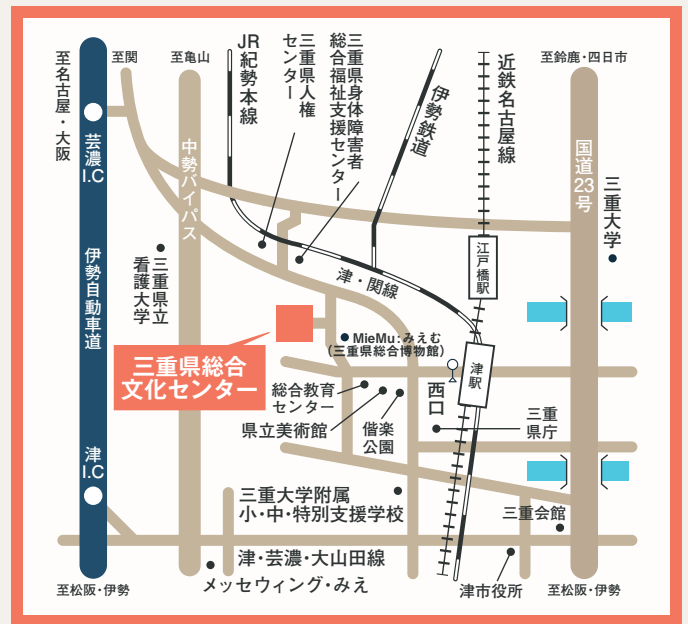 至関
至亀山
JR
紀勢本線
三重県人権
センター
三重県身体障害者
総合福祉支援センター
伊勢鉄道
近鉄名古屋線
至鈴鹿・四日市
至名古屋・大阪
芸濃
I.C
中勢バイパス
国道
23
号
三重大学
江戸橋駅
伊勢自動車道
三重県立
看護大学
津・関線
MieMu:みえむ
（三重県総合博物館）
三重県総合
文化センター
総合教育
センター
県立美術館
偕楽
公園
西口
津駅
三重
県庁
津
I.C
三重大学附属
小・中・特別支援学校
三重会館
津・芸濃・大山田線
メッセウィング・みえ
津市役所
至松阪・伊勢
至松阪・伊勢